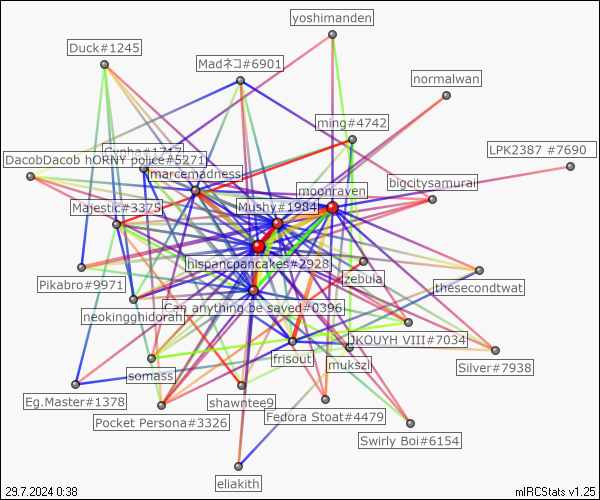 yoshimanden
Duck#1245
Madネコ#6901
normalwan
ming#4742
Cypha#1717
LPK2387 #7690
DacobDacob hORNY police#5271
marcemadness
moonraven
bigcitysamurai
Majestic#3375
Mushy#1984
hispancpancakes#2928
zebula
Pikabro#9971
thesecondtwat
neokingghidorah
Can anything be saved#0396
JKOUYH VIII#7034
frisout
mukszi
Silver#7938
somass
Eg.Master#1378
shawntee9
Pocket Persona#3326
Fedora Stoat#4479
Swirly Boi#6154
eliakith
29.7.2024 0:38
mIRCStats v1.25